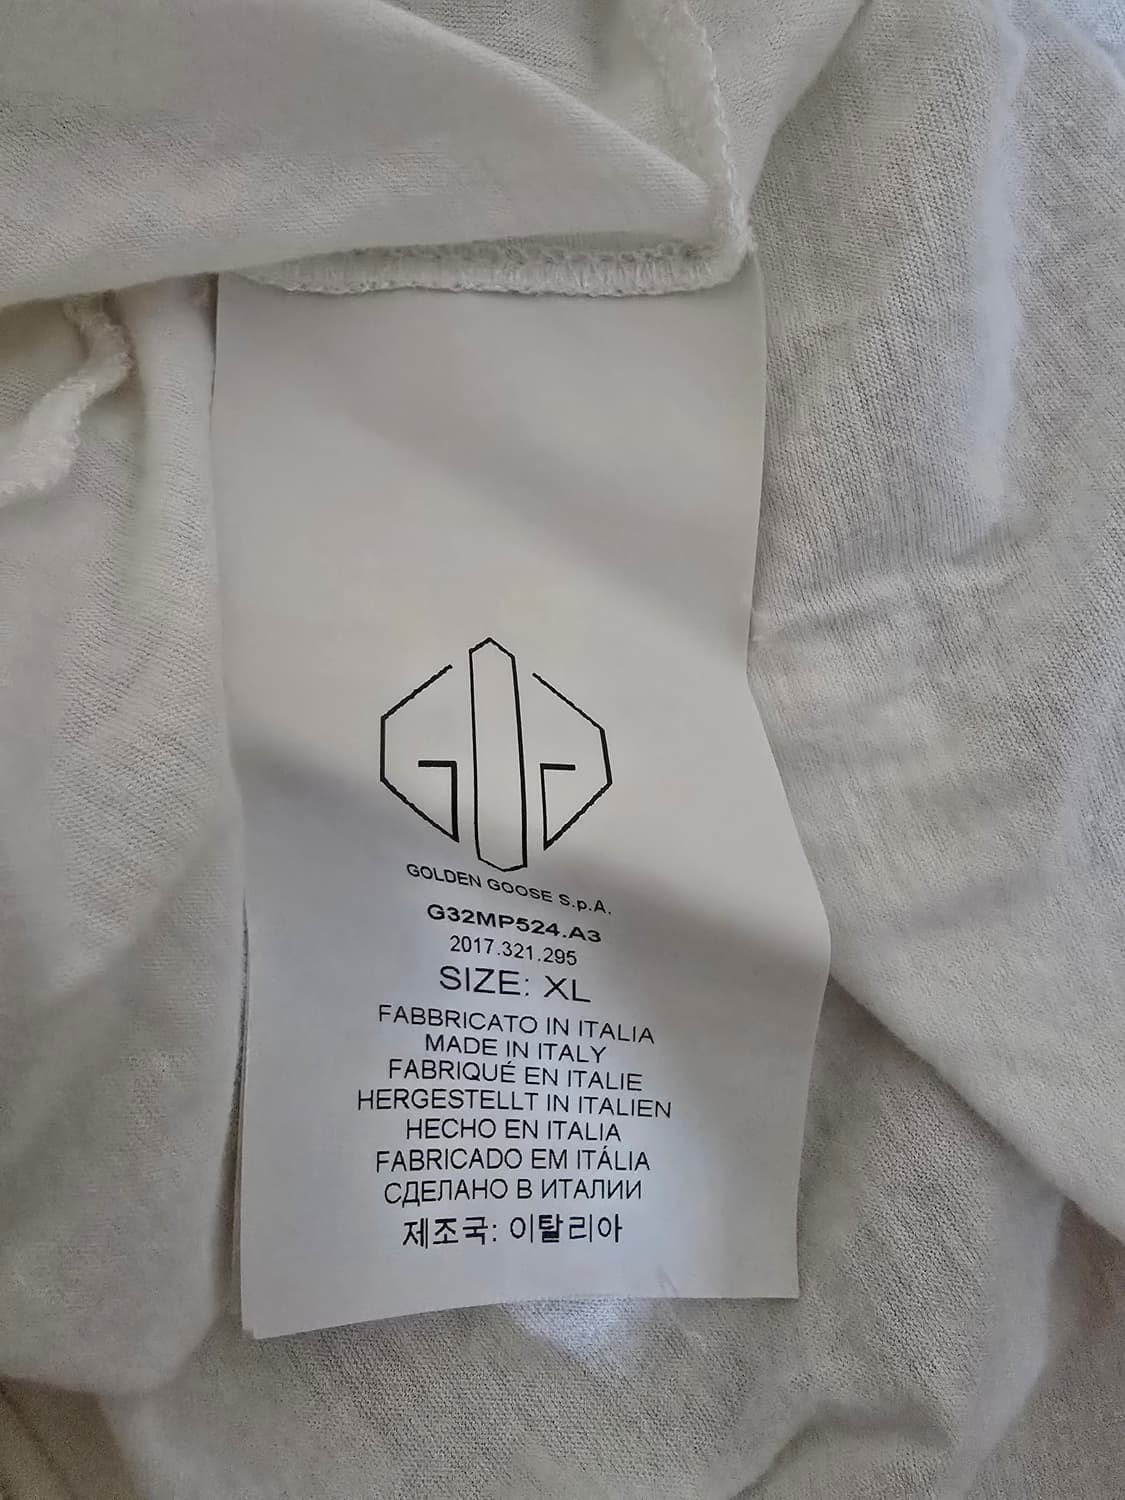 GOLDEN GOOSE S.p.A.
G32MP524.A3
2017.321.295
SIZE: XL
FABBRICATO IN ITALIA
MADE IN ITALY
FABRIQUÉ EN ITALIE
HERGESTELLT IN ITALIEN
HECHO EN ITALIA
FABRICADO EM ITÁLIA
СДЕЛАНО В ИТАЛИИ
제조국: 이탈리아